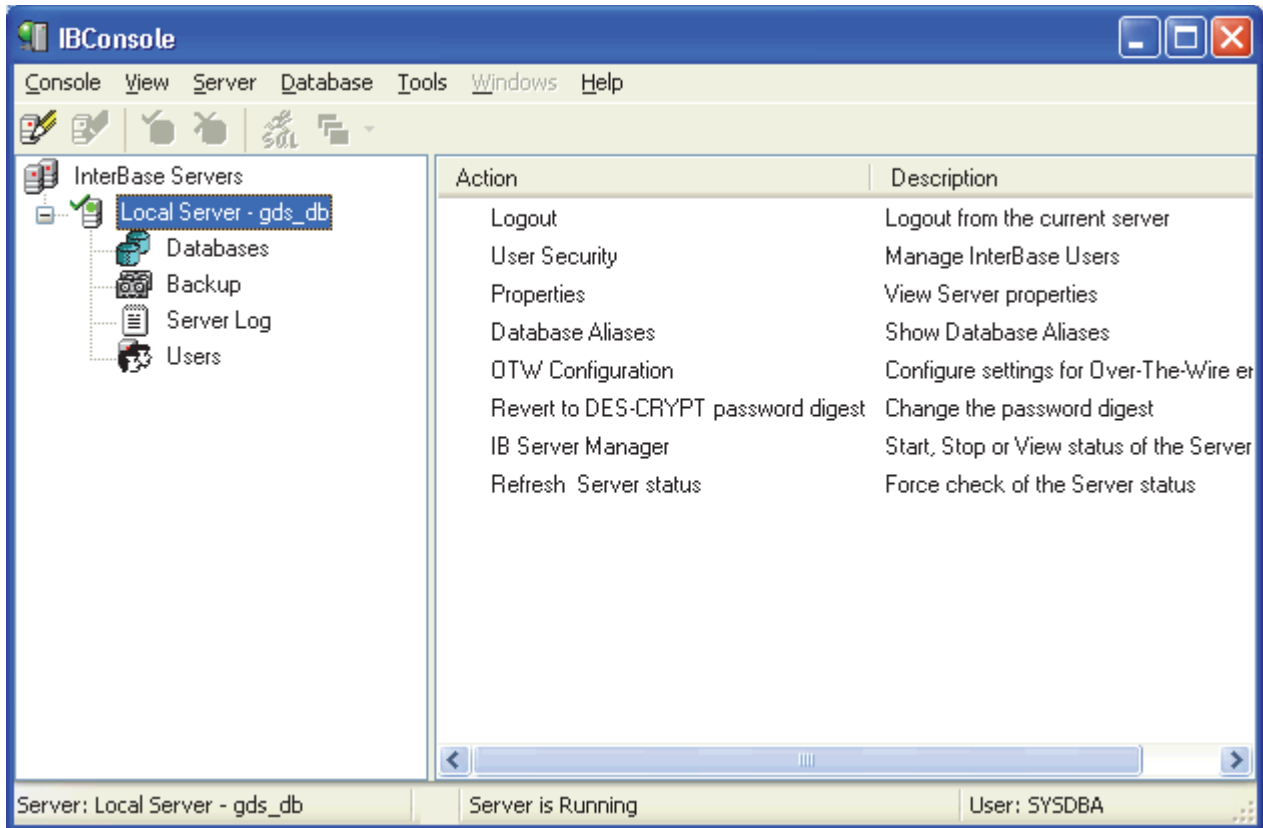 IBConsole
Console View Server Database Tools Windows Help
SQL
InterBase Servers
Local Server - gds_db
Databases
Backup
Server Log
Users
Action Description
Logout Logout from the current server
User Security Manage InterBase Users
Properties View Server properties
Database Aliases Show Database Aliases
OTW Configuration Configure settings for Over-The-Wire er
Revert to DES-CRYPT password digest Change the password digest
IB Server Manager Start, Stop or View status of the Server
Refresh Server status Force check of the Server status
Server: Local Server - gds_db Server is Running User: SYSDBA